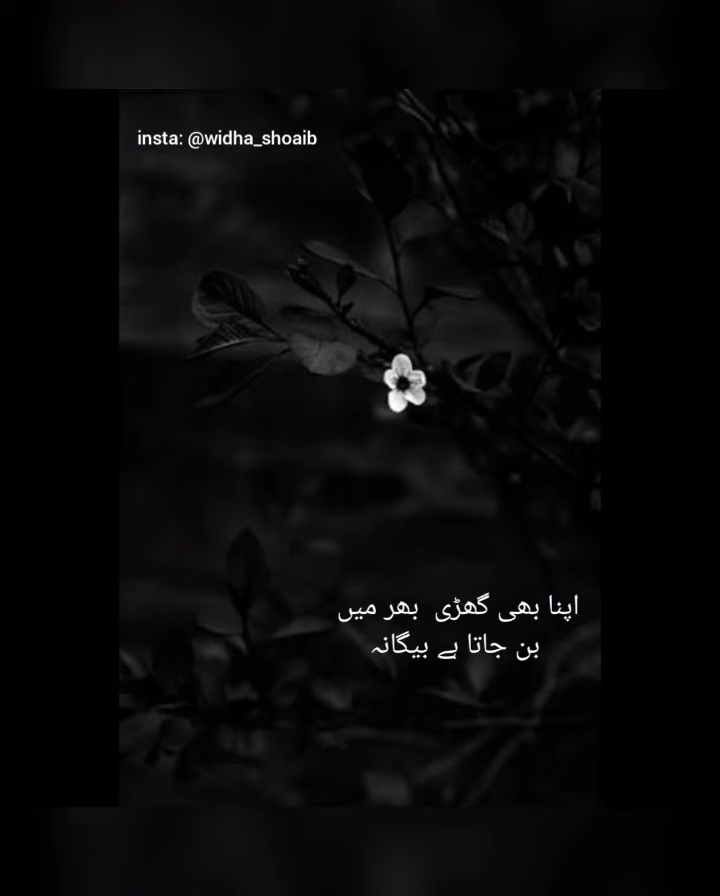 insta: @widha_shoaib
اپنا بھی گھڑی بھر میں
بن جاتا ہے بیگانہ